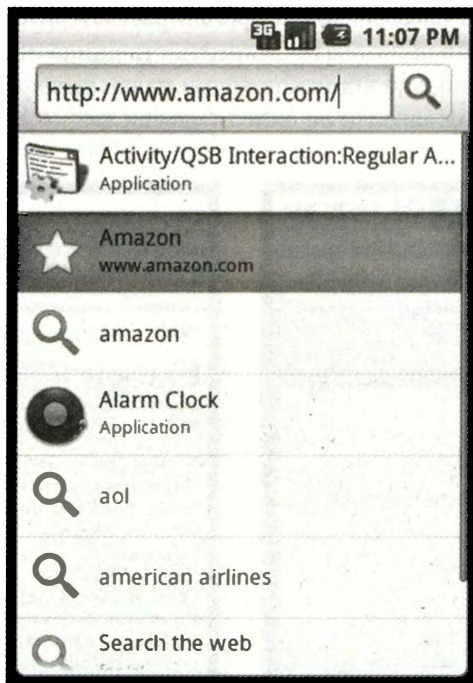 3G 11:07 PM
http://www.amazon.com/
Activity/QSB Interaction:Regular A...
Application
Amazon
www.amazon.com
amazon
Alarm Clock
Application
aol
american airlines
Search the web